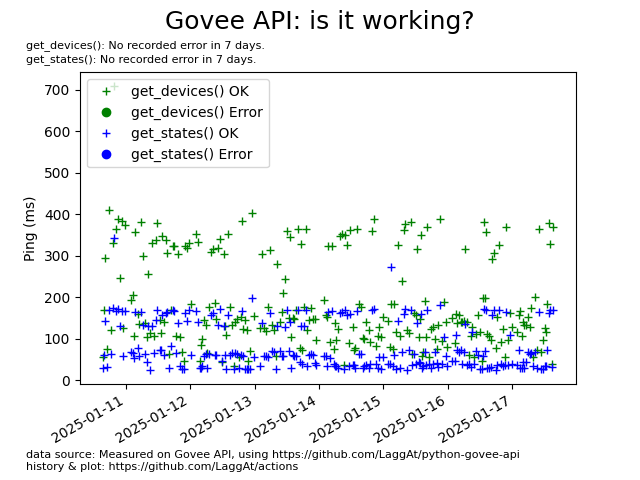 Govee API: is it working?
get_devices(): No recorded error in 7 days.
get_states(): No recorded error in 7 days.
get_devices() OK
get_devices() Error
get_states() OK
get_states() Error
Ping (ms)
700
600
500
400
300
200
100
0
2025-01-11
2025-01-12
2025-01-13
2025-01-14
2025-01-15
2025-01-16
2025-01-17
data source: Measured on Govee API, using https://github.com/LaggAt/python-govee-api
history & plot: https://github.com/LaggAt/actions